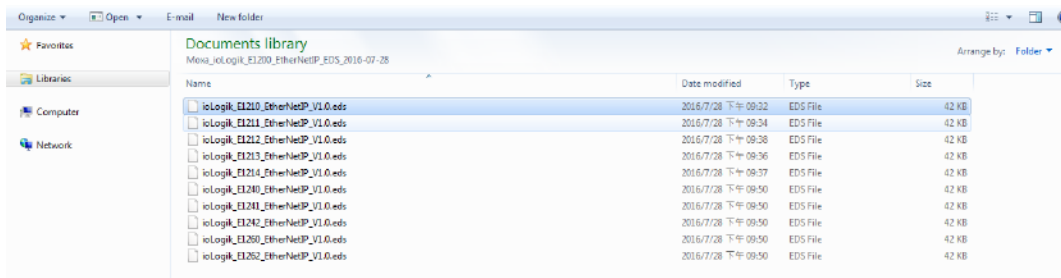 Organize Open E-mail New folder
Favorites
Libraries
Computer
Network
Documents library
Moxa_ioLogik_E1200_EtherNetIP_EDS_2016-07-28
Arrange by: Folder
Name Date modified Type Size
ioLogik_E1210_EtherNetIP_V1.0.eds 2016/7/28 下午 09:32 EDS File 42 KB
ioLogik_E1211_EtherNetIP_V1.0.eds 2016/7/28 下午 09:34 EDS File 42 KB
ioLogik_E1212_EtherNetIP_V1.0.eds 2016/7/28 下午 09:38 EDS File 42 KB
ioLogik_E1213_EtherNetIP_V1.0.eds 2016/7/28 下午 09:36 EDS File 42 KB
ioLogik_E1214_EtherNetIP_V1.0.eds 2016/7/28 下午 09:37 EDS File 42 KB
ioLogik_E1240_EtherNetIP_V1.0.eds 2016/7/28 下午 09:50 EDS File 42 KB
ioLogik_E1241_EtherNetIP_V1.0.eds 2016/7/28 下午 09:50 EDS File 42 KB
ioLogik_E1242_EtherNetIP_V1.0.eds 2016/7/28 下午 09:50 EDS File 42 KB
ioLogik_E1260_EtherNetIP_V1.0.eds 2016/7/28 下午 09:50 EDS File 42 KB
ioLogik_E1262_EtherNetIP_V1.0.eds 2016/7/28 下午 09:50 EDS File 42 KB